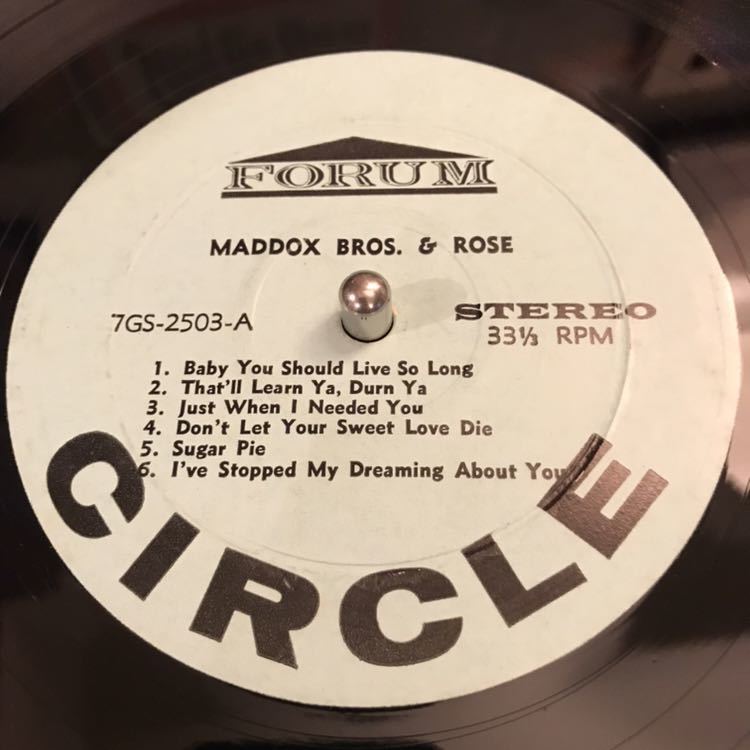 FORUM
MADDOX BROS. & ROSE
7GS-2503-A
STEREO
33⅓ RPM
1. Baby You Should Live So Long
2. That'll Learn Ya, Durn Ya
3. Just When I Needed You
4. Don't Let Your Sweet Love Die
5. Sugar Pie
6. I've Stopped My Dreaming About You
CIRCLE